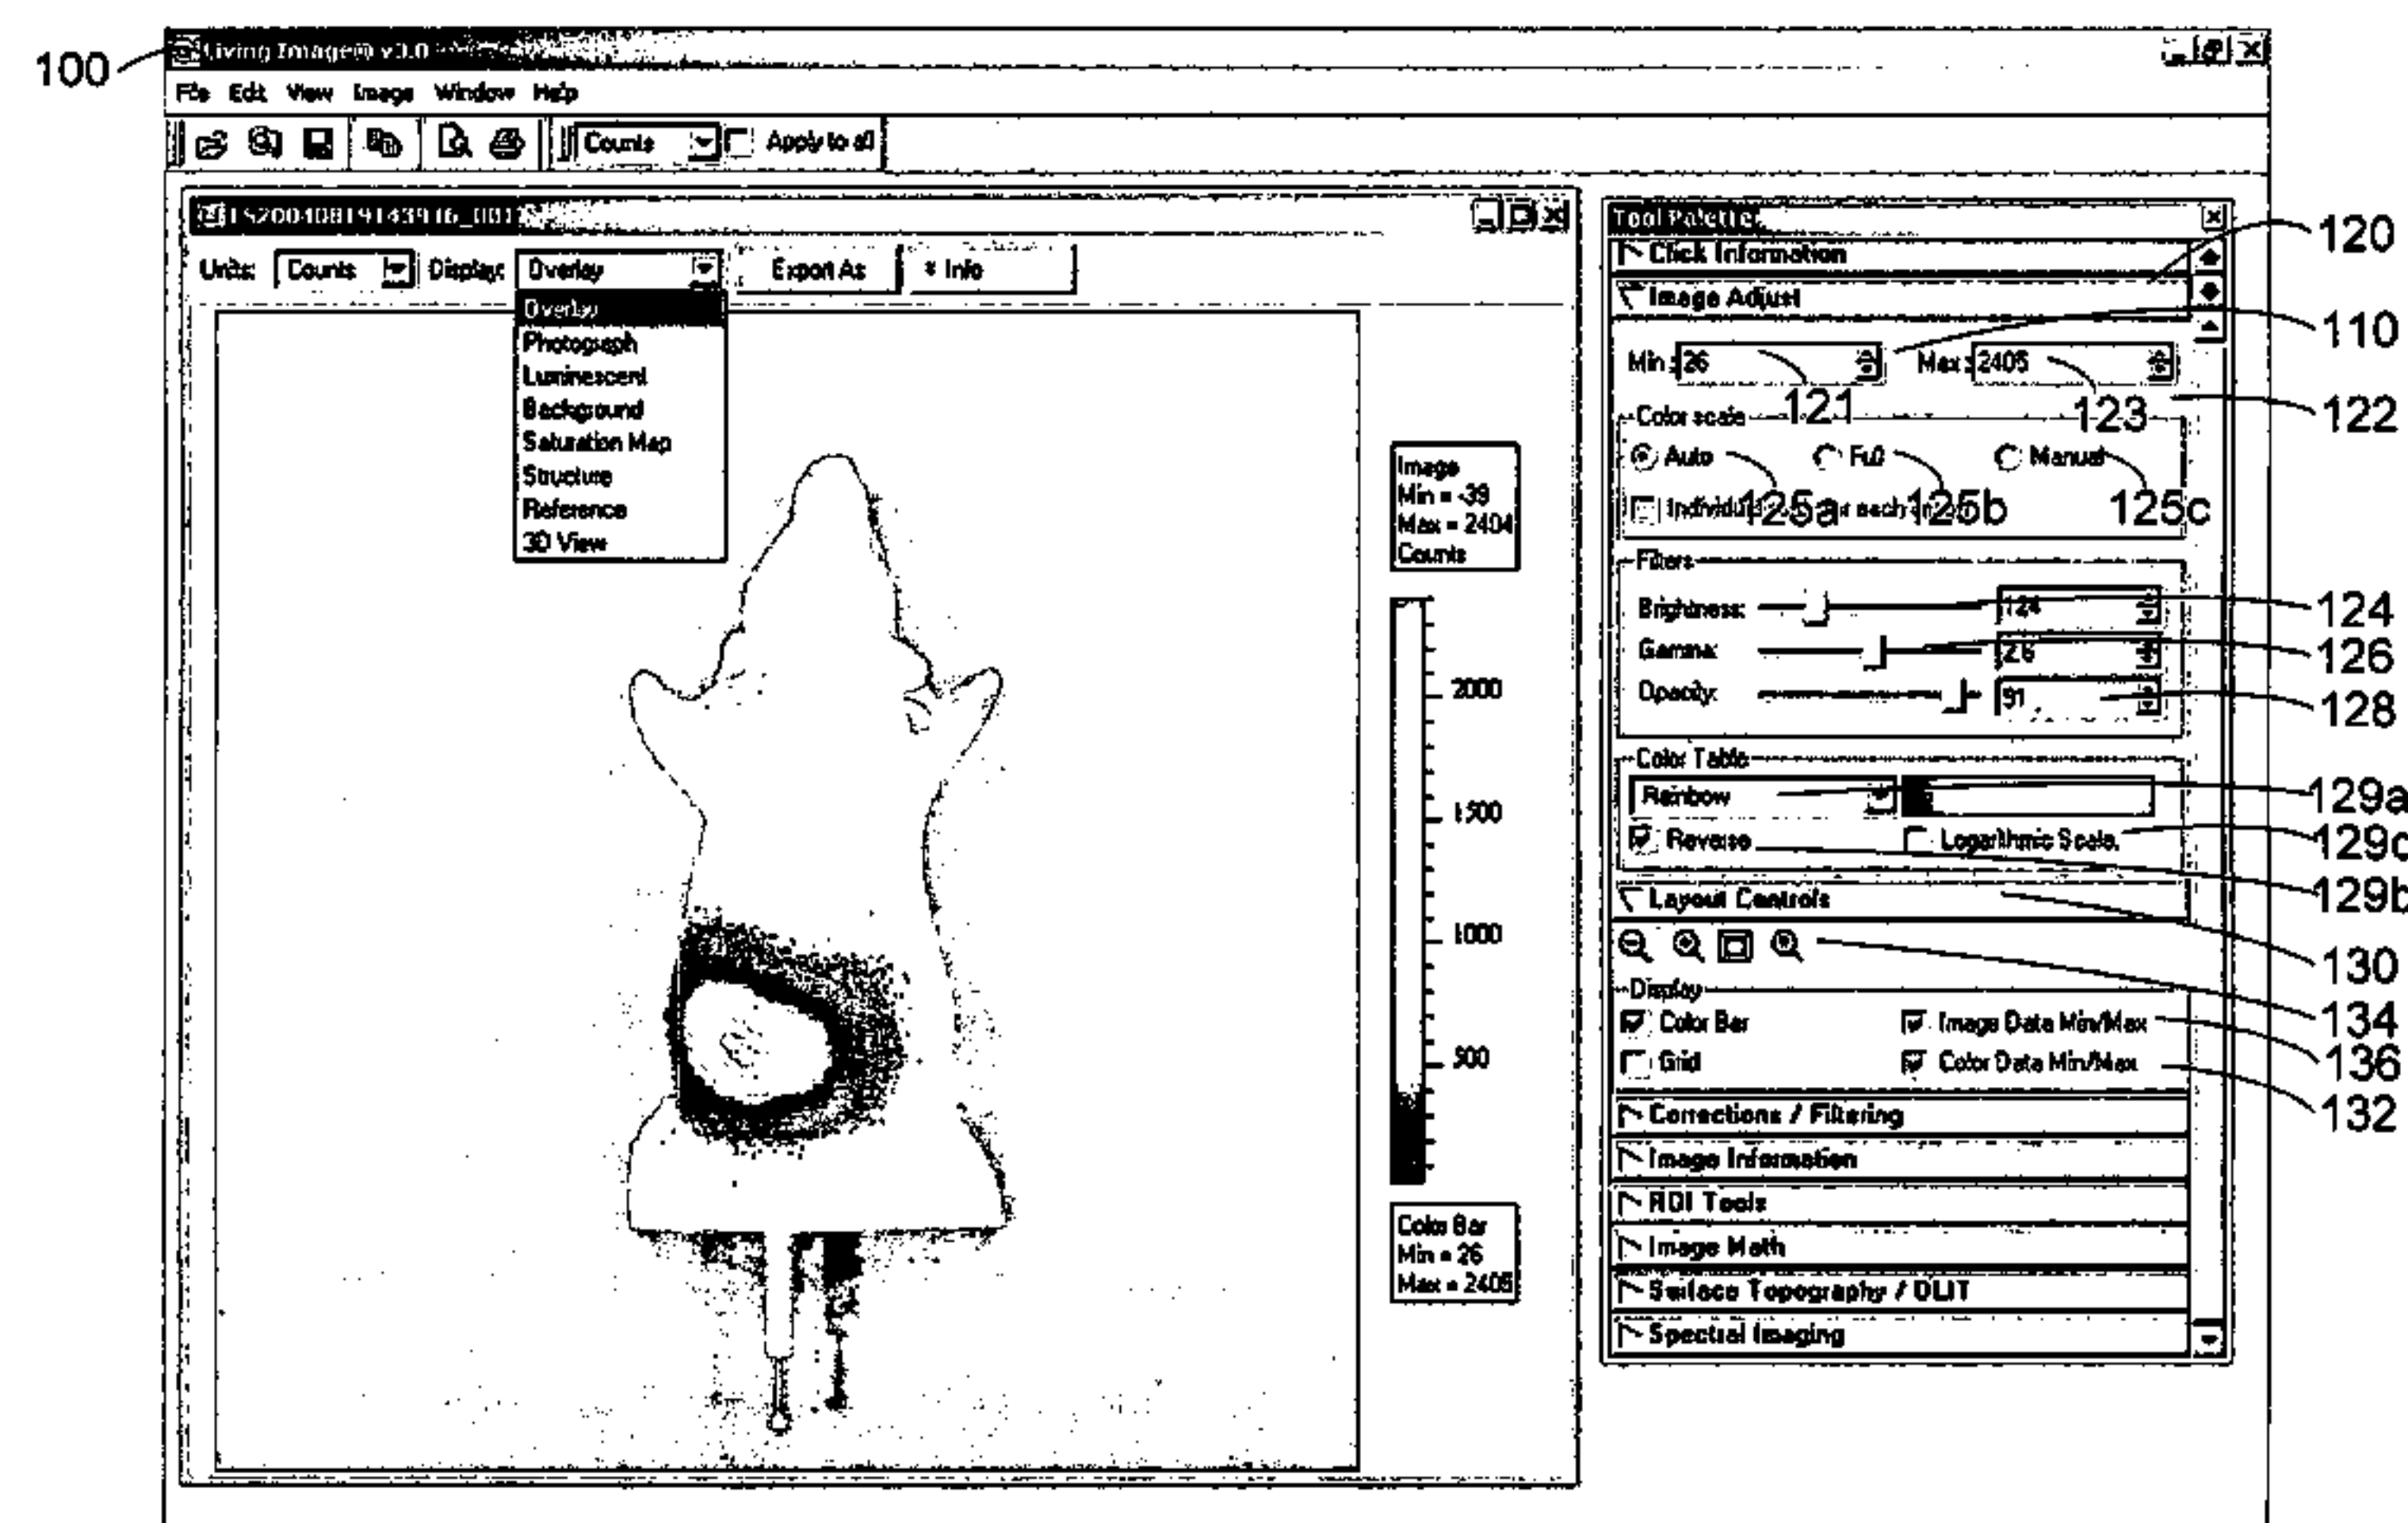 100
Living Image® v3.0
File Edit View Image Window Help
Counts Apply to all
Units: Counts Display: Overlay Export As Info
Overlay
Photograph
Luminescent
Background
Saturation Map
Structure
Reference
3D View
Image
Min = -39
Max = 2404
Counts
2000
1500
1000
500
Color Bar
Min = 26
Max = 2405
Tool Palette
Click Information
120
Image Adjust
110
Min: 26 Max: 2405
121 123 122
Color scale
Auto Full Manual
Individual each
125a 125b 125c
Filters
Brightness: 124 124
Gamma: 2.6 126
Opacity: 91 128
Color Table
Rainbow 129a
Reverse Logarithmic Scale 129c
129b
Layout Controls
130
134
Display
Color Bar Image Data Min/Max 136
Grid Color Data Min/Max 132
Corrections / Filtering
Image Information
ROI Tools
Image Math
Surface Topography / DLIT
Spectral Imaging